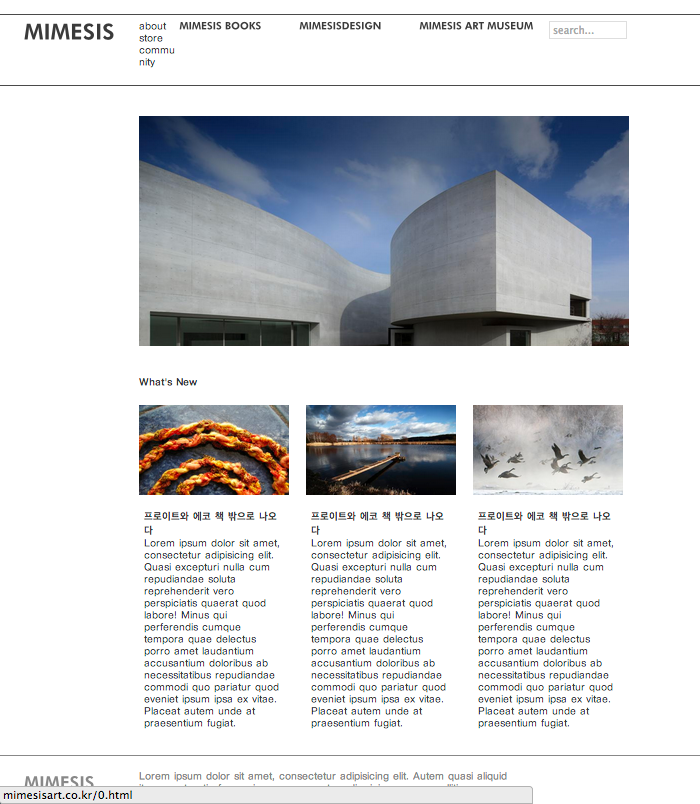 MIMESIS
about
store
commu
nity
MIMESIS BOOKS
MIMESISDESIGN
MIMESIS ART MUSEUM
search...
What's New
프로이트와 에코 책 밖으로 나오
다
Lorem ipsum dolor sit amet,
consectetur adipisicing elit.
Quasi excepturi nulla cum
repudiandae soluta
reprehenderit vero
perspiciatis quaerat quod
labore! Minus qui
perferendis cumque
tempora quae delectus
porro amet laudantium
accusantium doloribus ab
necessitatibus repudiandae
commodi quo pariatur quod
eveniet ipsum ipsa ex vitae.
Placeat autem unde at
praesentium fugiat.
프로이트와 에코 책 밖으로 나오
다
Lorem ipsum dolor sit amet,
consectetur adipisicing elit.
Quasi excepturi nulla cum
repudiandae soluta
reprehenderit vero
perspiciatis quaerat quod
labore! Minus qui
perferendis cumque
tempora quae delectus
porro amet laudantium
accusantium doloribus ab
necessitatibus repudiandae
commodi quo pariatur quod
eveniet ipsum ipsa ex vitae.
Placeat autem unde at
praesentium fugiat.
프로이트와 에코 책 밖으로 나오
다
Lorem ipsum dolor sit amet,
consectetur adipisicing elit.
Quasi excepturi nulla cum
repudiandae soluta
reprehenderit vero
perspiciatis quaerat quod
labore! Minus qui
perferendis cumque
tempora quae delectus
porro amet laudantium
accusantium doloribus ab
necessitatibus repudiandae
commodi quo pariatur quod
eveniet ipsum ipsa ex vitae.
Placeat autem unde at
praesentium fugiat.
MIMESIS
Lorem ipsum dolor sit amet, consectetur adipisicing elit. Autem quasi aliquid
mimesisart.co.kr/0.html